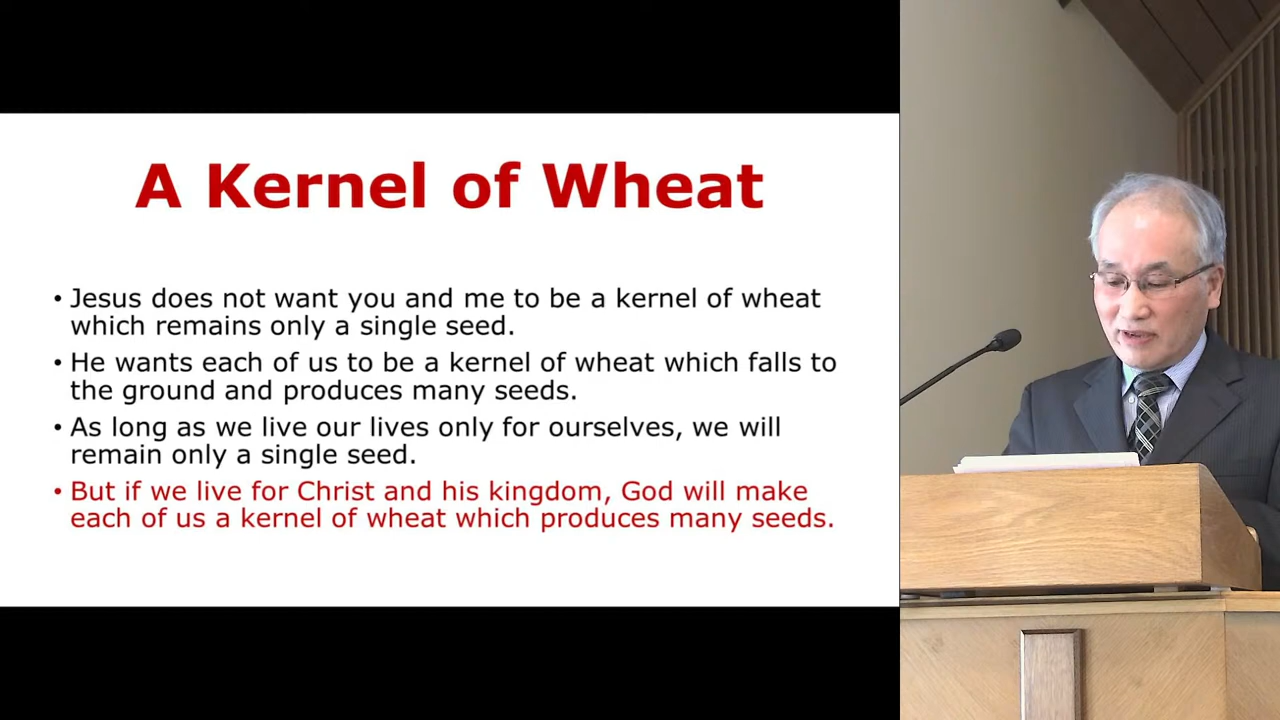 A Kernel of Wheat
• Jesus does not want you and me to be a kernel of wheat
which remains only a single seed.
• He wants each of us to be a kernel of wheat which falls to
the ground and produces many seeds.
• As long as we live our lives only for ourselves, we will
remain only a single seed.
• But if we live for Christ and his kingdom, God will make
each of us a kernel of wheat which produces many seeds.